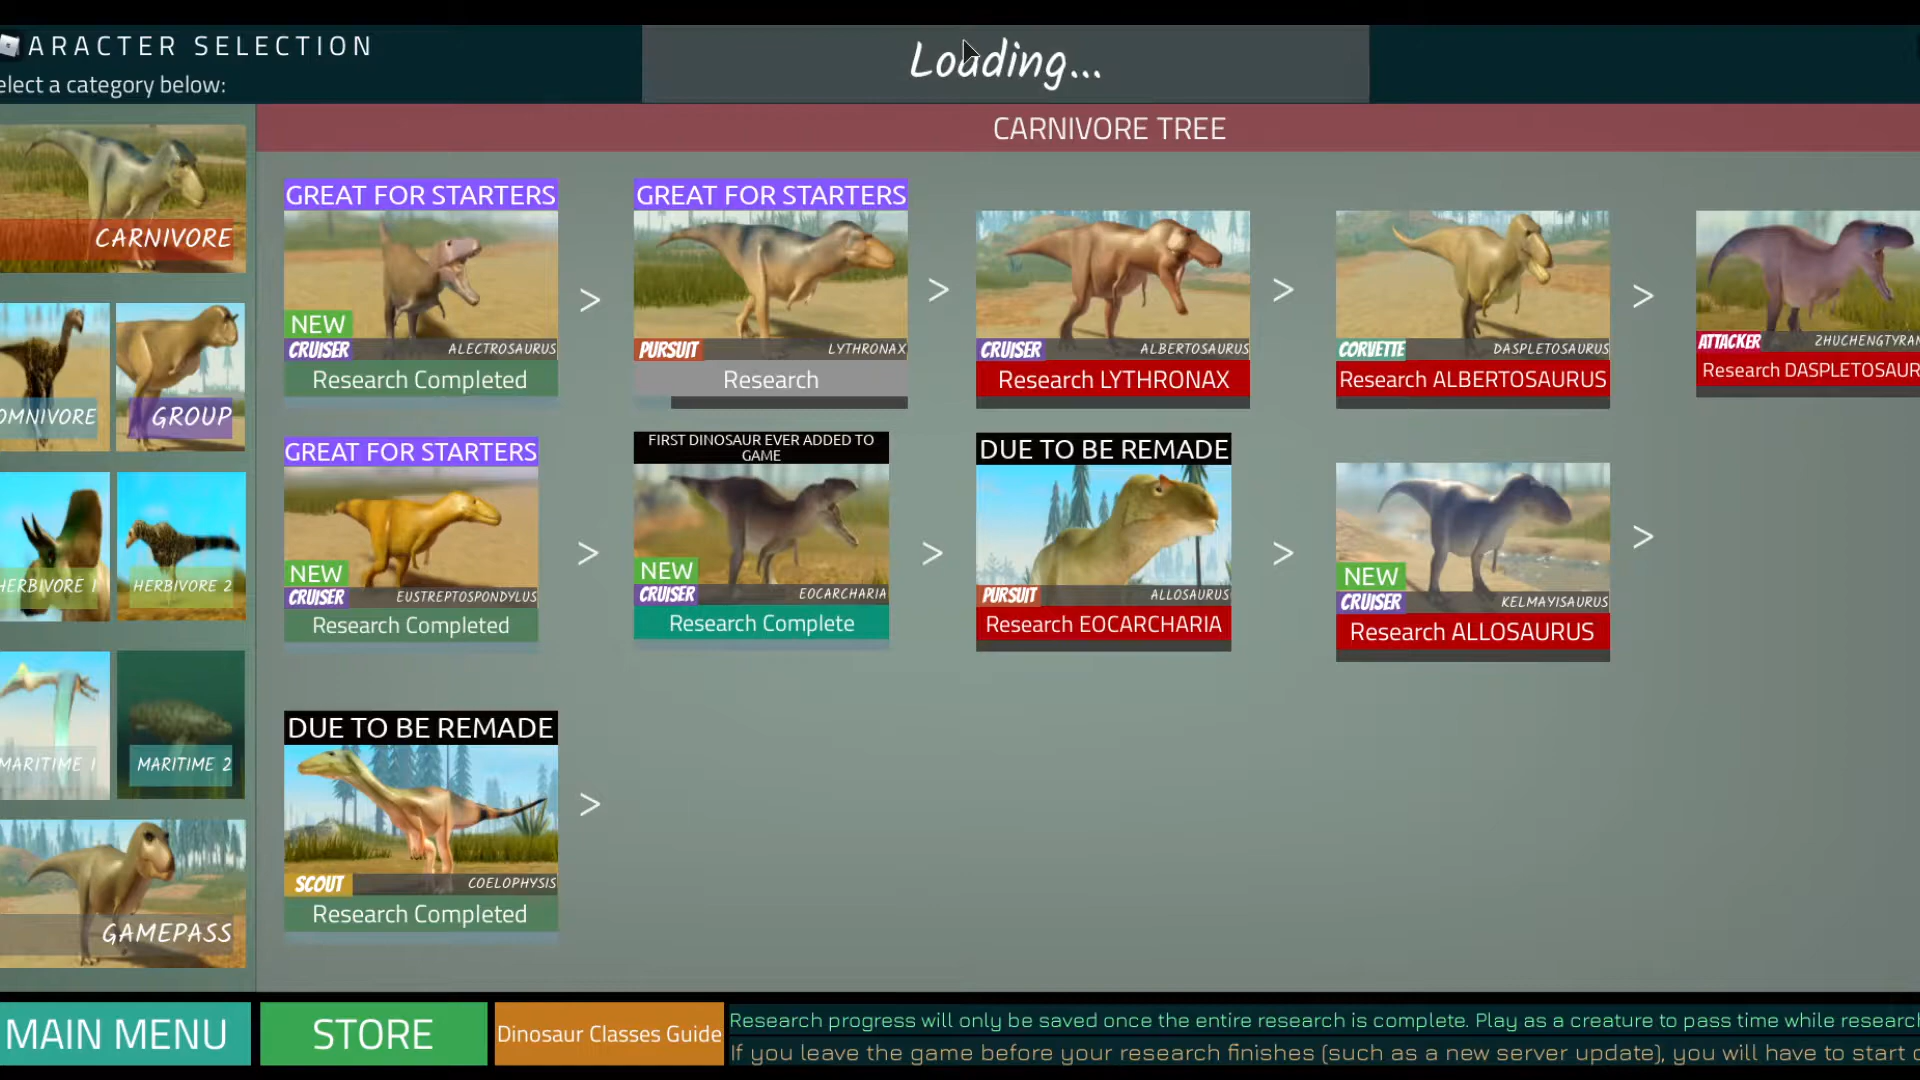 ARACTER SELECTION
elect a category below:
Loading...
CARNIVORE TREE
CARNIVORE
OMNIVORE
GROUP
HERBIVORE 1
HERBIVORE 2
MARITIME 1
MARITIME 2
GAMEPASS
GREAT FOR STARTERS
NEW
CRUISER
ALECTROSAURUS
Research Completed
>
GREAT FOR STARTERS
PURSUIT
LYTHRONAX
Research
>
CRUISER
ALBERTOSAURUS
Research LYTHRONAX
>
CORVETTE
DASPLETOSAURUS
Research ALBERTOSAURUS
>
ATTACKER
ZHUCHENGTYRAN
Research DASPLETOSAUR
GREAT FOR STARTERS
NEW
CRUISER
EUSTREPTOSPONDYLUS
Research Completed
>
FIRST DINOSAUR EVER ADDED TO
GAME
NEW
CRUISER
EOCARCHARIA
Research Complete
>
DUE TO BE REMADE
PURSUIT
ALLOSAURUS
Research EOCARCHARIA
>
NEW
CRUISER
KELMAYISAURUS
Research ALLOSAURUS
>
DUE TO BE REMADE
SCOUT
COELOPHYSIS
Research Completed
>
MAIN MENU
STORE
Dinosaur Classes Guide
Research progress will only be saved once the entire research is complete. Play as a creature to pass time while research
If you leave the game before your research finishes (such as a new server update), you will have to start